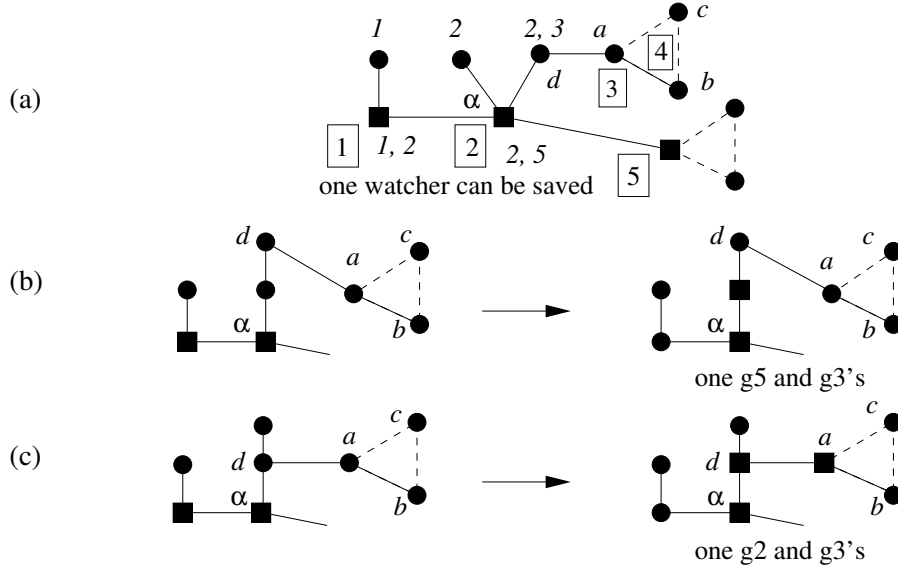 (a)
1 2 2, 3 a c
4
d 3 b
α
1 1, 2 2 2, 5 5
one watcher can be saved
(b)
d a c
α b
d a c
α b
one g5 and g3's
(c)
d a c
α b
d a c
α b
one g2 and g3's